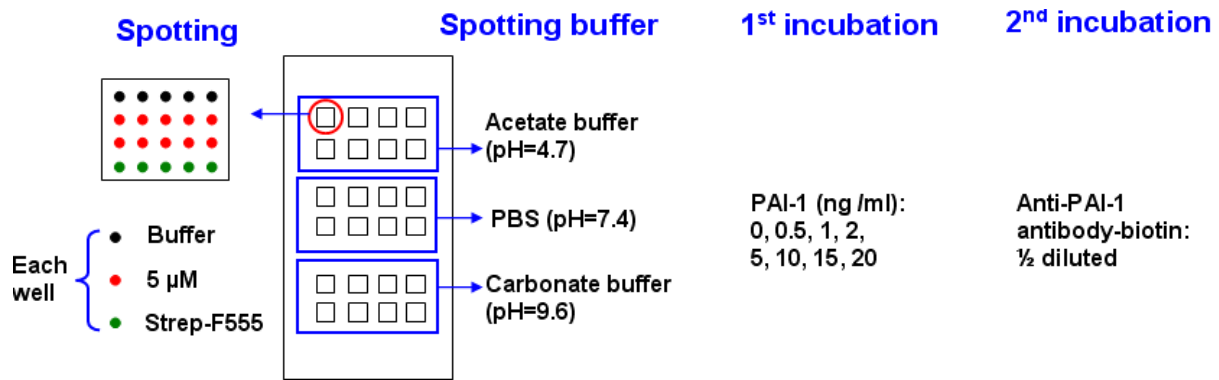 Spotting
Spotting buffer
1st incubation
2nd incubation
Acetate buffer
(pH=4.7)
PBS (pH=7.4)
Carbonate buffer
(pH=9.6)
PAI-1 (ng /ml):
0, 0.5, 1, 2,
5, 10, 15, 20
Anti-PAI-1
antibody-biotin:
½ diluted
Each
well
Buffer
5 µM
Strep-F555